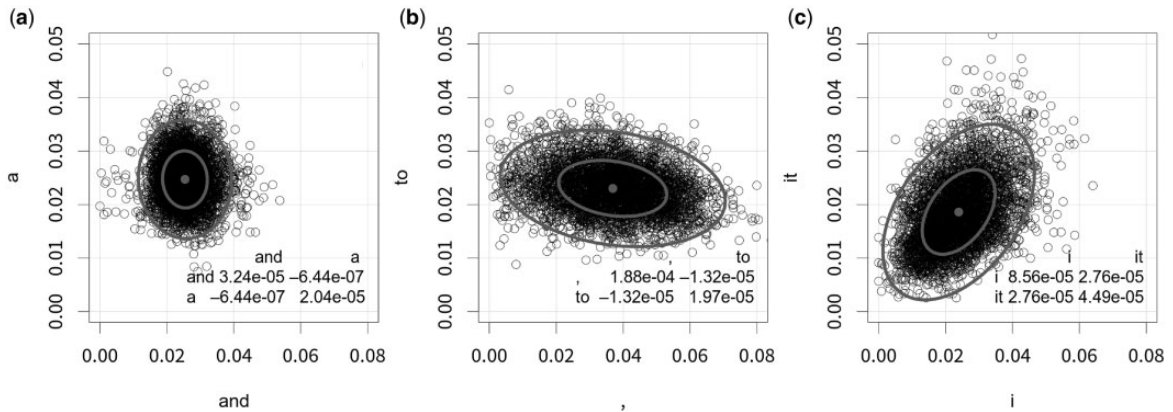 (a)
(b)
(c)
0.05
0.04
0.03
0.02
0.01
0.00
a
and a
and 3.24e-05 −6.44e-07
a −6.44e-07 2.04e-05
0.00 0.02 0.04 0.06 0.08
and
0.05
0.04
0.03
0.02
0.01
0.00
to
, to
, 1.88e-04 −1.32e-05
to −1.32e-05 1.97e-05
0.00 0.02 0.04 0.06 0.08
,
0.05
0.04
0.03
0.02
0.01
0.00
it
i it
i 8.56e-05 2.76e-05
it 2.76e-05 4.49e-05
0.00 0.02 0.04 0.06 0.08
i